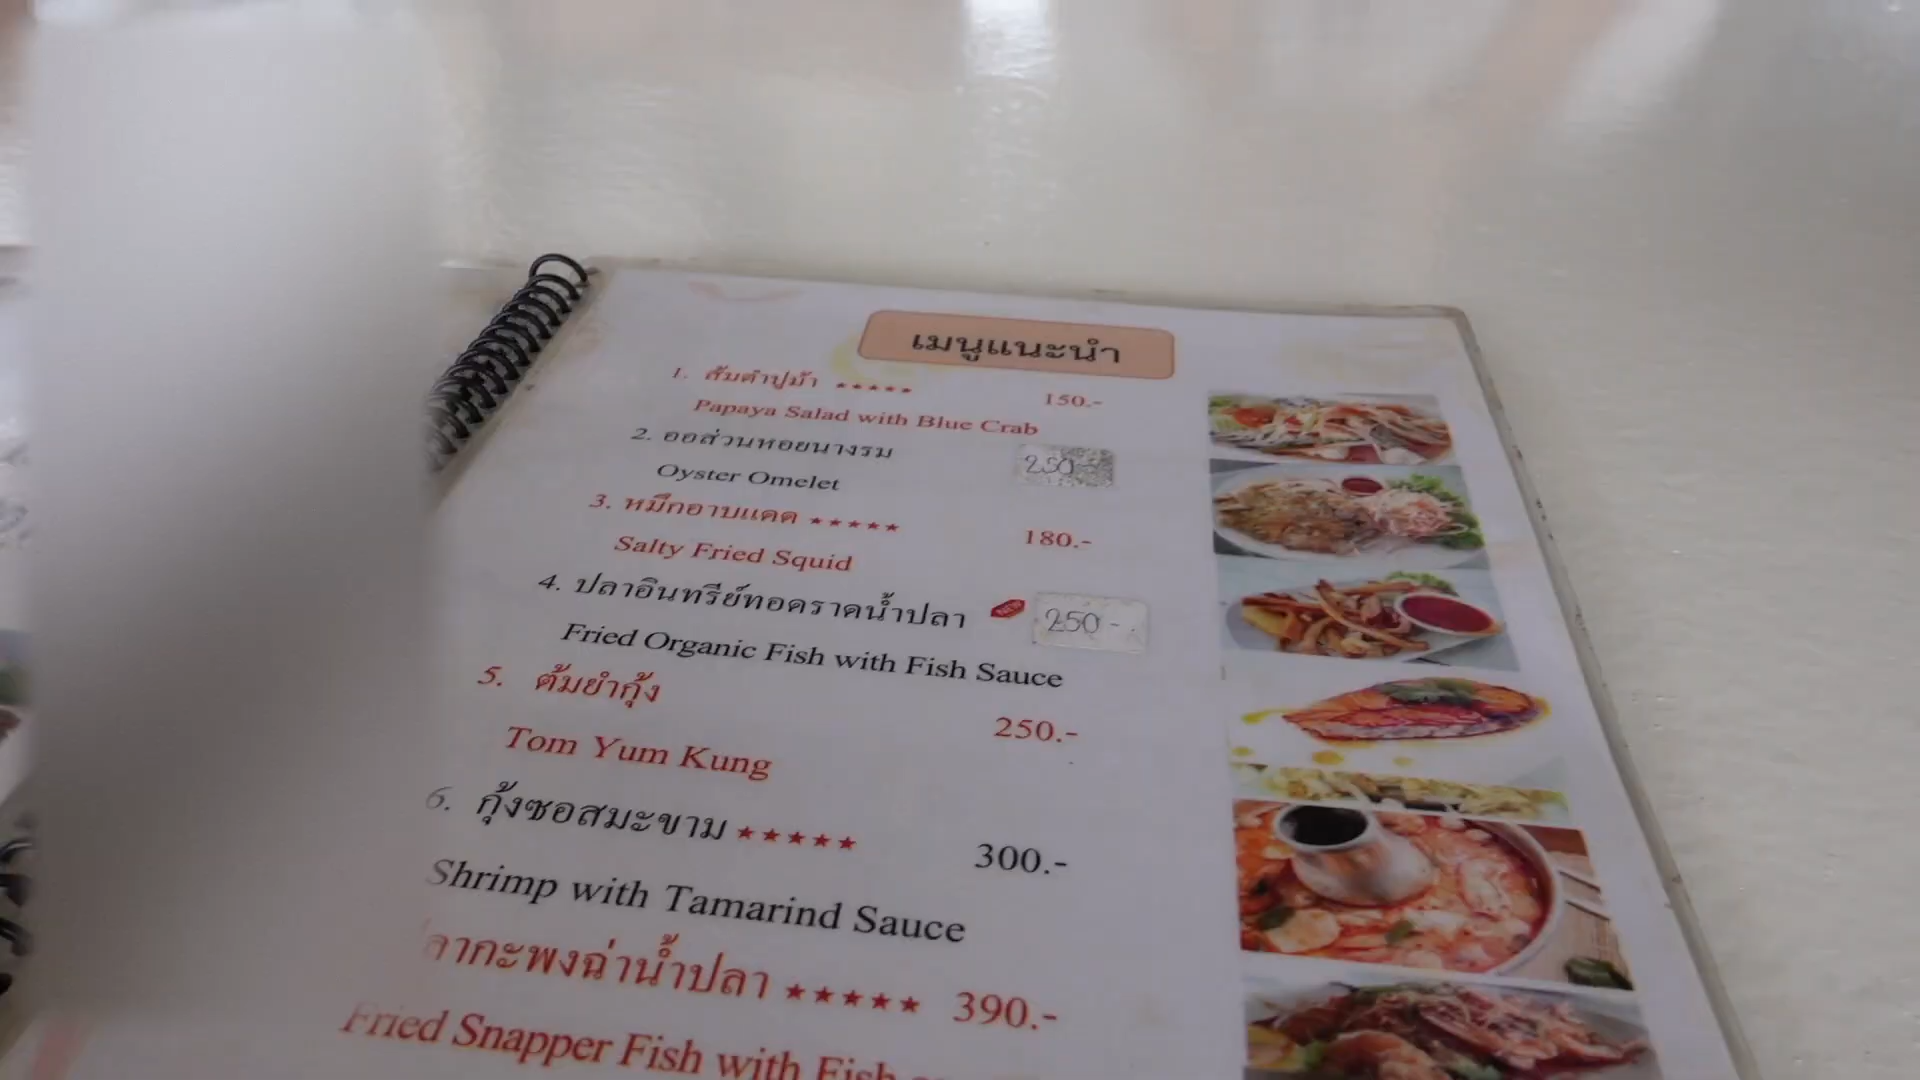 เมนูแนะนำ
1. ส้มตำปูม้า ★★★★★ 150.-
Papaya Salad with Blue Crab
2. ออส่วนหอยนางรม 250
Oyster Omelet
3. หมึกอาบแดด ★★★★★ 180.-
Salty Fried Squid
4. ปลาอินทรีย์ทอดราดน้ำปลา NEW 250-
Fried Organic Fish with Fish Sauce
5. ต้มยำกุ้ง 250.-
Tom Yum Kung
6. กุ้งซอสมะขาม ★★★★★ 300.-
Shrimp with Tamarind Sauce
ลากะพงฉ่าน้ำปลา ★★★★★ 390.-
Fried Snapper Fish with Fish